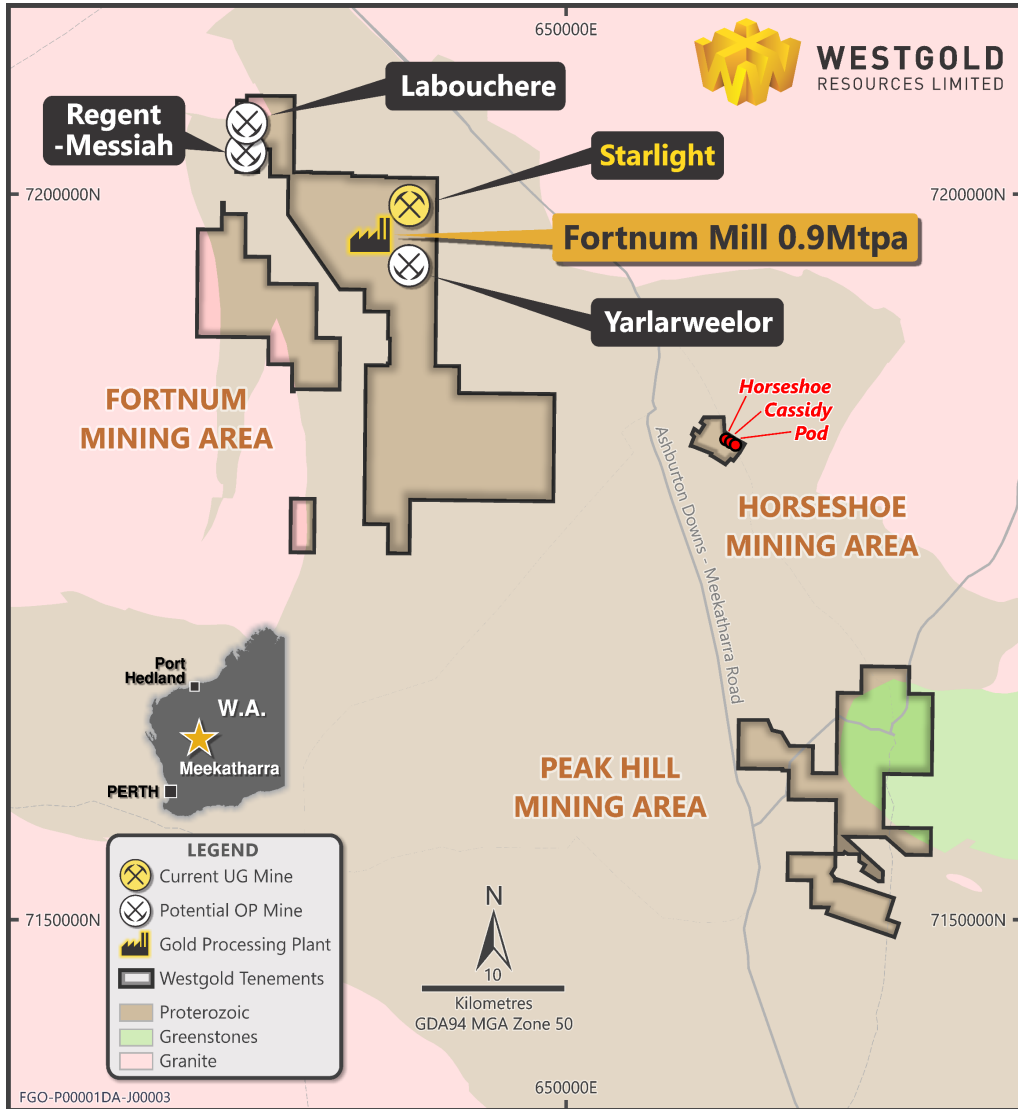 650000E
WESTGOLD
RESOURCES LIMITED
Labouchere
Regent
-Messiah
Starlight
7200000N
7200000N
Fortnum Mill 0.9Mtpa
Yarlarweelor
Horseshoe
Cassidy
Pod
FORTNUM
MINING AREA
Ashburton Downs - Meekatharra Road
HORSESHOE
MINING AREA
Port
Hedland
W.A.
Meekatharra
PERTH
PEAK HILL
MINING AREA
LEGEND
Current UG Mine
Potential OP Mine
Gold Processing Plant
Westgold Tenements
Proterozoic
Greenstones
Granite
N
10
Kilometres
GDA94 MGA Zone 50
7150000N
7150000N
650000E
FGO-P00001DA-J00003